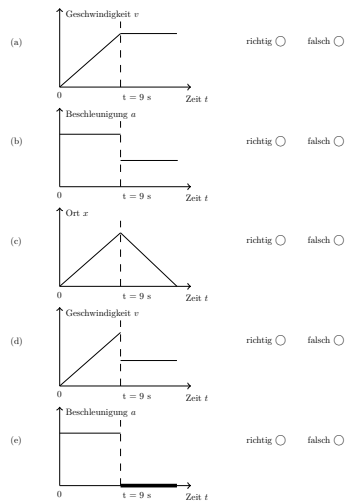 Geschwindigkeit v
(a)
richtig
falsch
0
t = 9 s
Zeit t
Beschleunigung a
(b)
richtig
falsch
0
t = 9 s
Zeit t
Ort x
(c)
richtig
falsch
0
t = 9 s
Zeit t
Geschwindigkeit v
(d)
richtig
falsch
0
t = 9 s
Zeit t
Beschleunigung a
(e)
richtig
falsch
0
t = 9 s
Zeit t